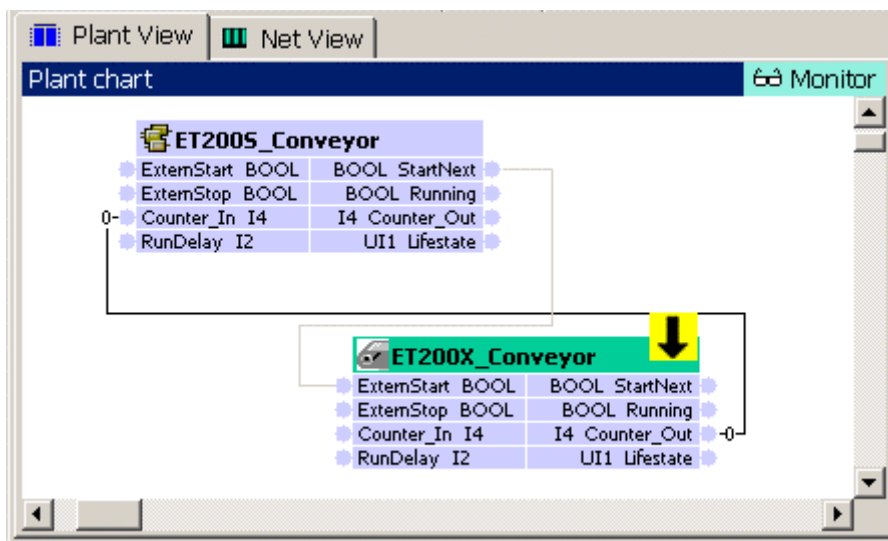 Plant View Net View
Plant chart Monitor
ET200S_Conveyor
ExternStart BOOL BOOL StartNext
ExternStop BOOL BOOL Running
0 Counter_In I4 I4 Counter_Out
RunDelay I2 UI1 Lifestate
ET200X_Conveyor
ExternStart BOOL BOOL StartNext
ExternStop BOOL BOOL Running
Counter_In I4 I4 Counter_Out 0
RunDelay I2 UI1 Lifestate